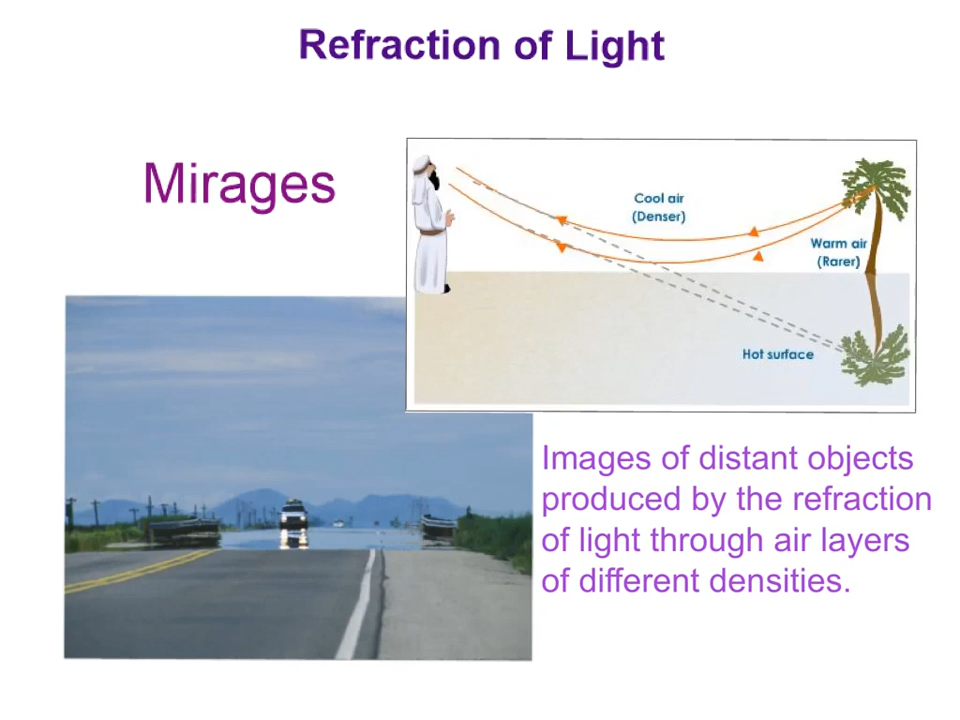 Refraction of Light
Mirages
Cool air
(Denser)
Warm air
(Rarer)
Hot surface
Images of distant objects
produced by the refraction
of light through air layers
of different densities.